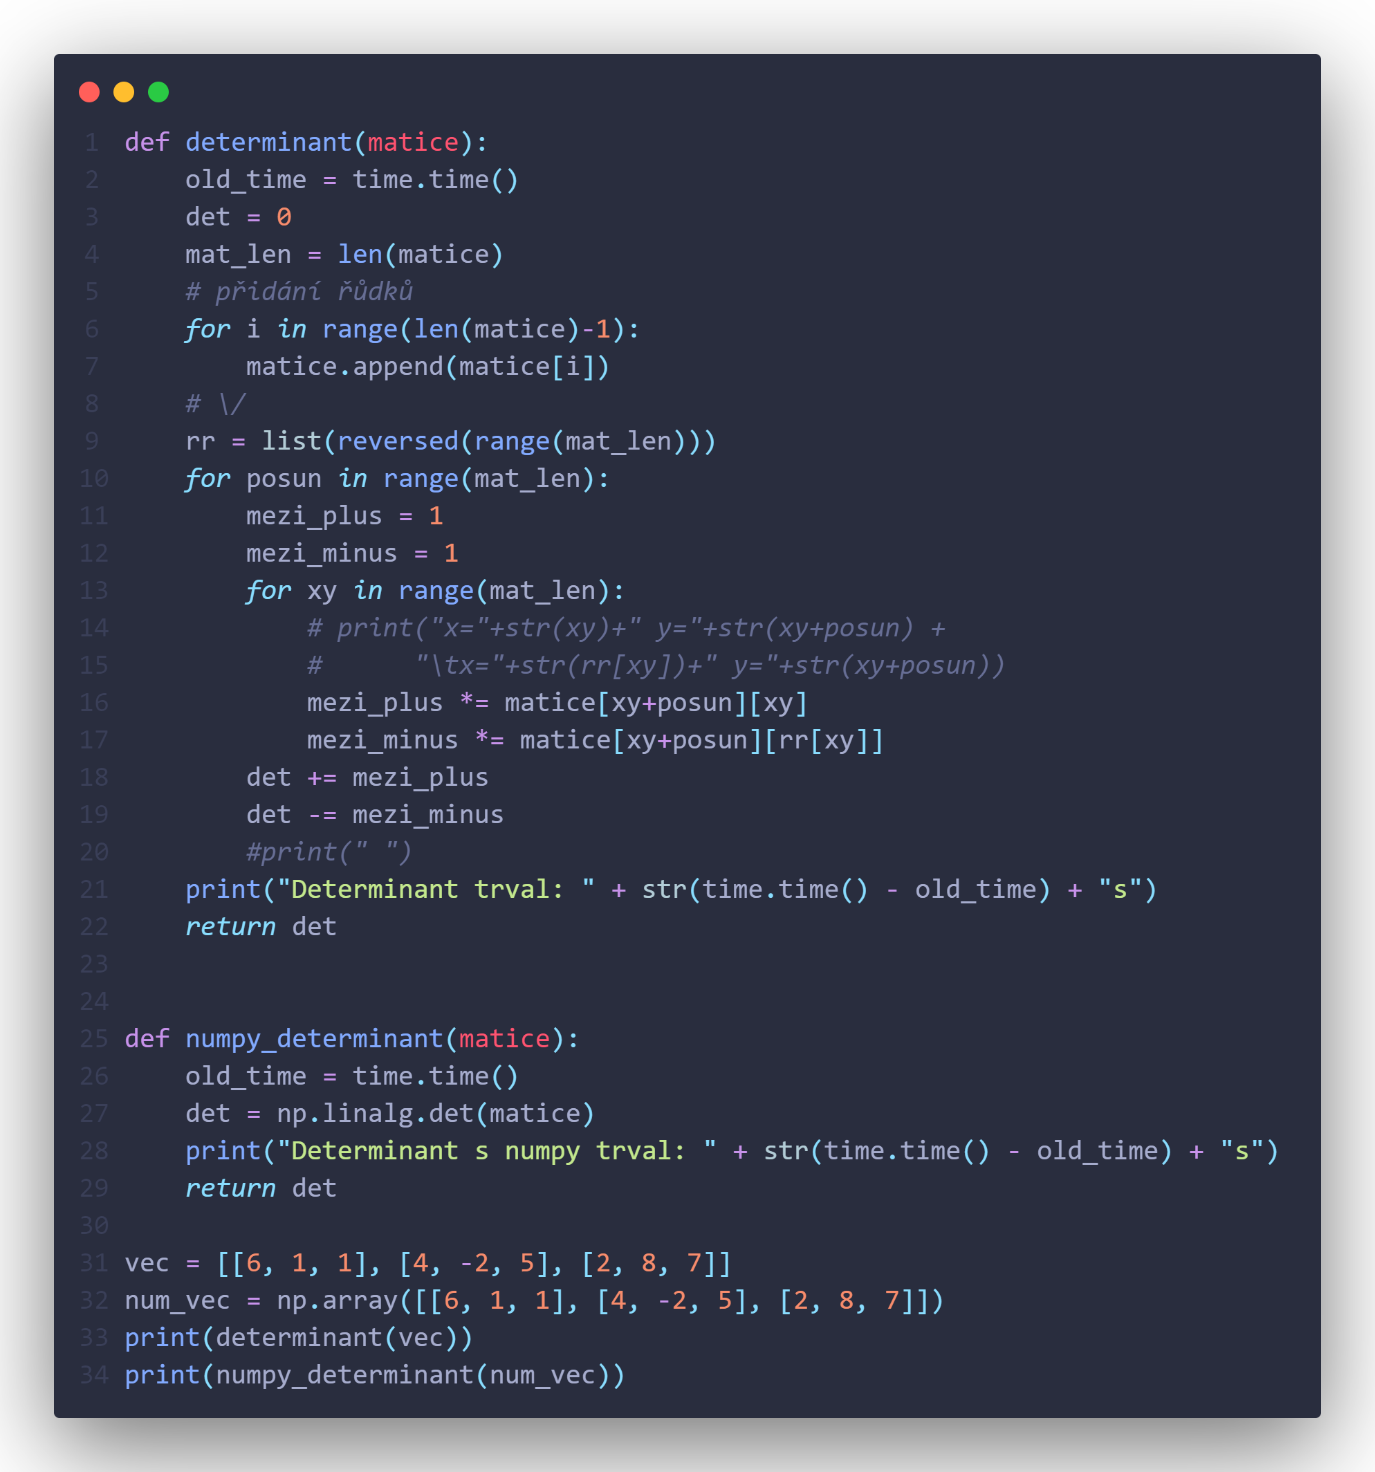 1 def determinant(matice):
2     old_time = time.time()
3     det = 0
4     mat_len = len(matice)
5     # přidání řůdků
6     for i in range(len(matice)-1):
7         matice.append(matice[i])
8     # \/
9     rr = list(reversed(range(mat_len)))
10     for posun in range(mat_len):
11         mezi_plus = 1
12         mezi_minus = 1
13         for xy in range(mat_len):
14             # print("x="+str(xy)+" y="+str(xy+posun) +
15             #      "\tx="+str(rr[xy])+" y="+str(xy+posun))
16             mezi_plus *= matice[xy+posun][xy]
17             mezi_minus *= matice[xy+posun][rr[xy]]
18         det += mezi_plus
19         det -= mezi_minus
20         #print(" ")
21     print("Determinant trval: " + str(time.time() - old_time) + "s")
22     return det
23
24
25 def numpy_determinant(matice):
26     old_time = time.time()
27     det = np.linalg.det(matice)
28     print("Determinant s numpy trval: " + str(time.time() - old_time) + "s")
29     return det
30
31 vec = [[6, 1, 1], [4, -2, 5], [2, 8, 7]]
32 num_vec = np.array([[6, 1, 1], [4, -2, 5], [2, 8, 7]])
33 print(determinant(vec))
34 print(numpy_determinant(num_vec))